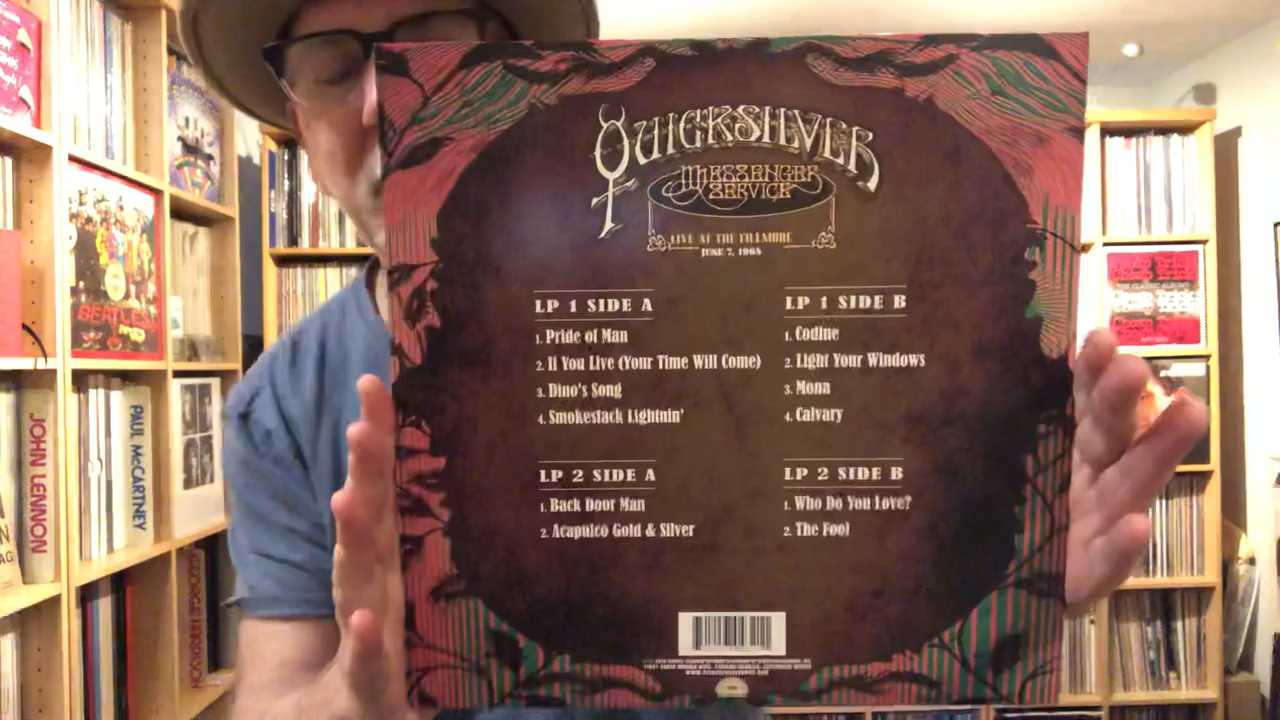 QUICKSILVER
MESSENGER
SERVICE
LIVE AT THE FILLMORE
JUNE 7, 1968
LP 1 SIDE A
1. Pride of Man
2. If You Live (Your Time Will Come)
3. Dino's Song
4. Smokestack Lightnin'
LP 1 SIDE B
1. Codine
2. Light Your Windows
3. Mona
4. Calvary
LP 2 SIDE A
1. Back Door Man
2. Acapulco Gold & Silver
LP 2 SIDE B
1. Who Do You Love?
2. The Fool
BEATLES
JOHN LENNON
PAUL McCARTNEY
GEORGE HARRISON